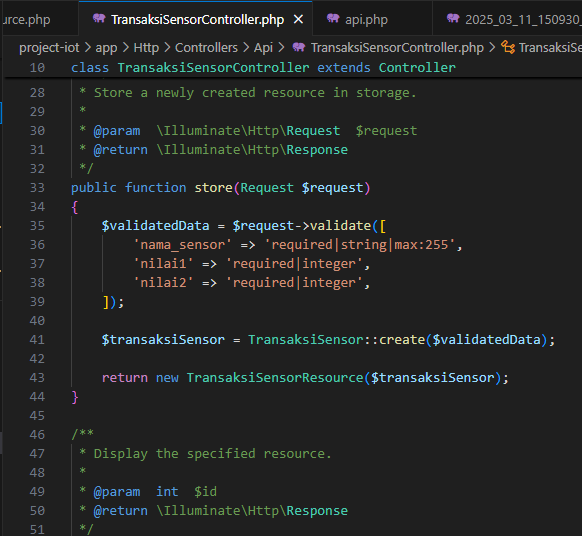 urce.php TransaksiSensorController.php × api.php 2025_03_11_150930_
project-iot > app > Http > Controllers > Api > TransaksiSensorController.php > TransaksiSens
10 class TransaksiSensorController extends Controller
28 * Store a newly created resource in storage.
29 *
30 * @param  \Illuminate\Http\Request  $request
31 * @return \Illuminate\Http\Response
32 */
33 public function store(Request $request)
34 {
35     $validatedData = $request->validate([
36         'nama_sensor' => 'required|string|max:255',
37         'nilai1' => 'required|integer',
38         'nilai2' => 'required|integer',
39     ]);
40
41     $transaksiSensor = TransaksiSensor::create($validatedData);
42
43     return new TransaksiSensorResource($transaksiSensor);
44 }
45
46 /**
47 * Display the specified resource.
48 *
49 * @param  int  $id
50 * @return \Illuminate\Http\Response
51 */